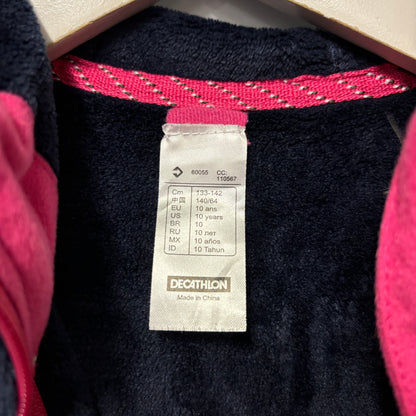 60055 CC:
110567
Cm 133-142
中国 140/64
EU 10 ans
US 10 years
BR 10
RU 10 лет
MX 10 años
ID 10 Tahun
DECATHLON
Made in China